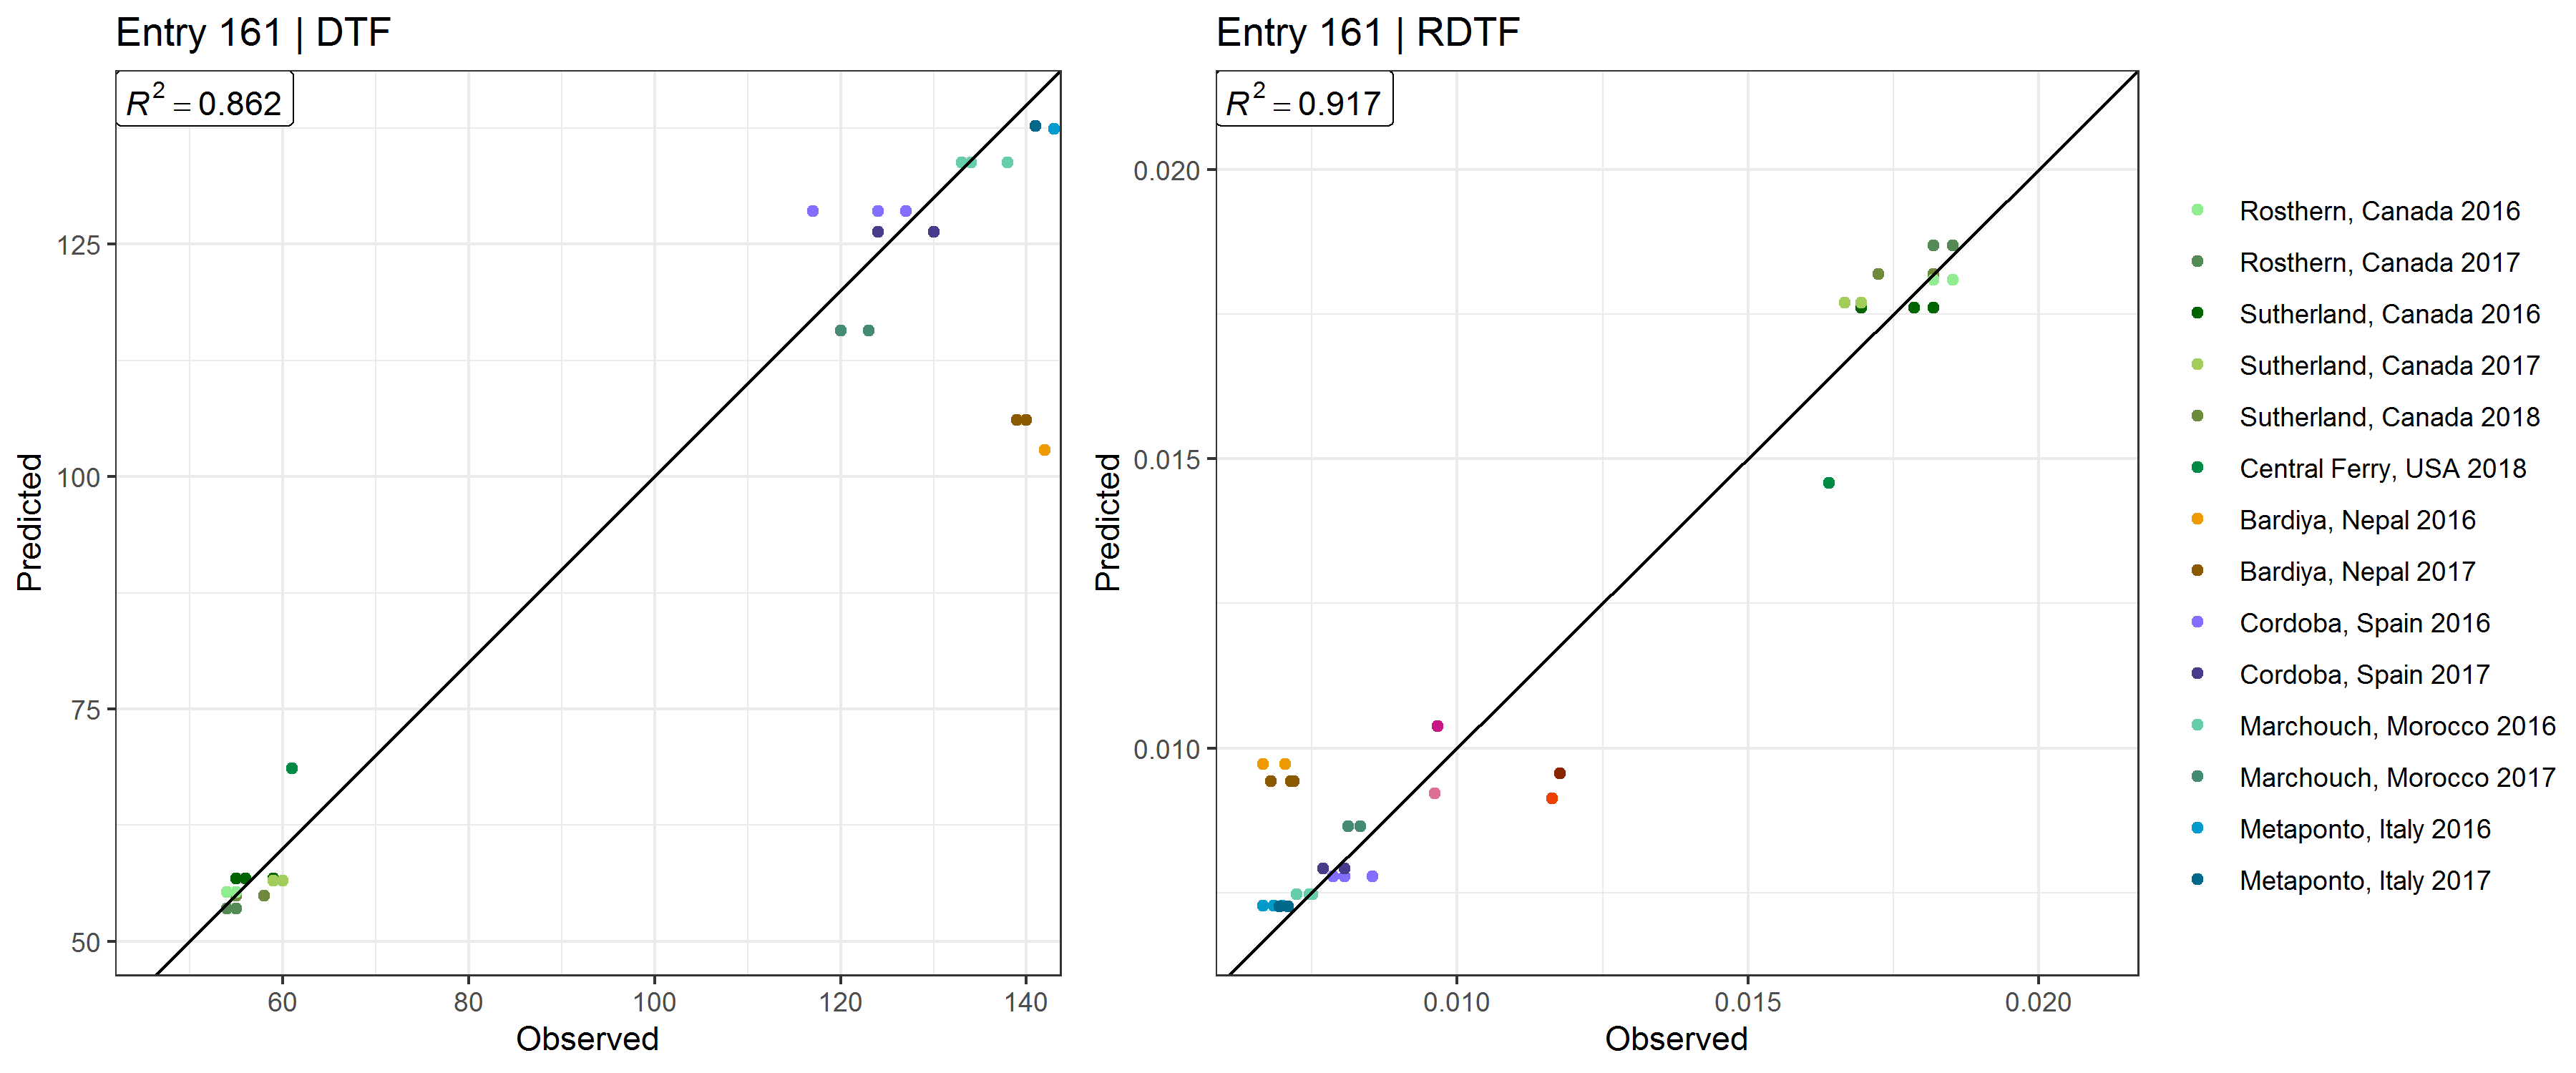 Entry 161 | DTF
R² = 0.862
125
100
75
50
Predicted
60 80 100 120 140
Observed
Entry 161 | RDTF
R² = 0.917
0.020
0.015
0.010
Predicted
0.010 0.015 0.020
Observed
Rosthern, Canada 2016
Rosthern, Canada 2017
Sutherland, Canada 2016
Sutherland, Canada 2017
Sutherland, Canada 2018
Central Ferry, USA 2018
Bardiya, Nepal 2016
Bardiya, Nepal 2017
Cordoba, Spain 2016
Cordoba, Spain 2017
Marchouch, Morocco 2016
Marchouch, Morocco 2017
Metaponto, Italy 2016
Metaponto, Italy 2017